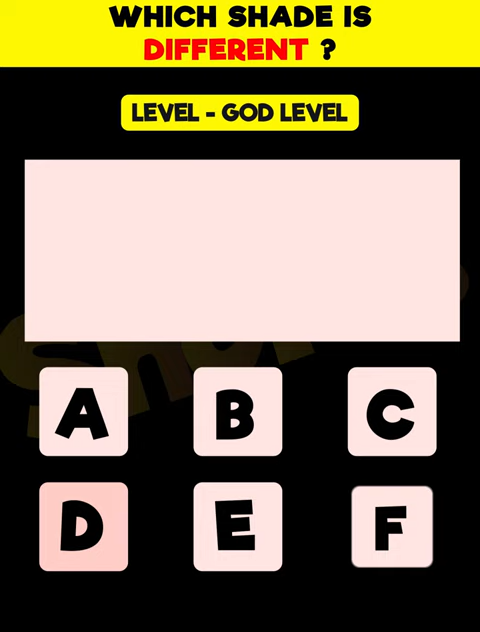 WHICH SHADE IS
DIFFERENT ?
LEVEL - GOD LEVEL
A B C
D E F